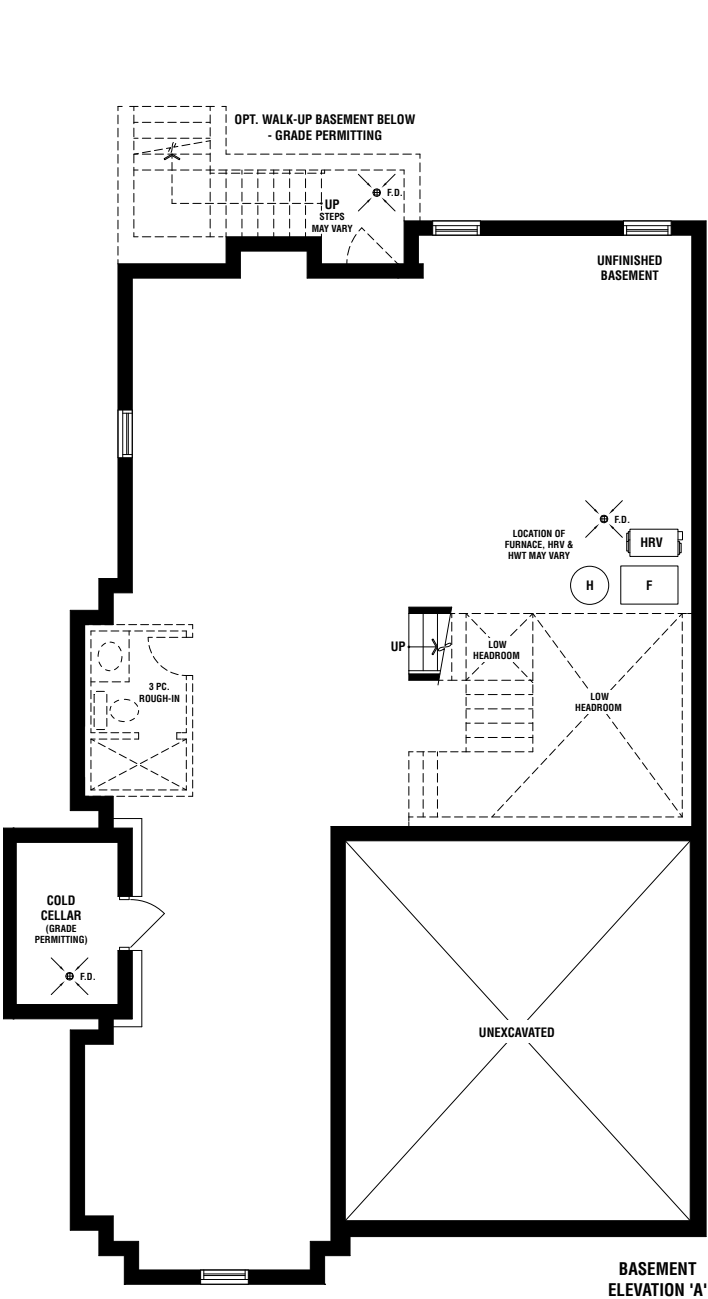 OPT. WALK-UP BASEMENT BELOW
- GRADE PERMITTING
F.D.
UP
STEPS
MAY VARY
UNFINISHED
BASEMENT
F.D.
LOCATION OF
FURNACE, HRV &
HWT MAY VARY
HRV
H
F
UP
LOW
HEADROOM
LOW
HEADROOM
3 PC.
ROUGH-IN
COLD
CELLAR
(GRADE
PERMITTING)
F.D.
UNEXCAVATED
BASEMENT
ELEVATION 'A'